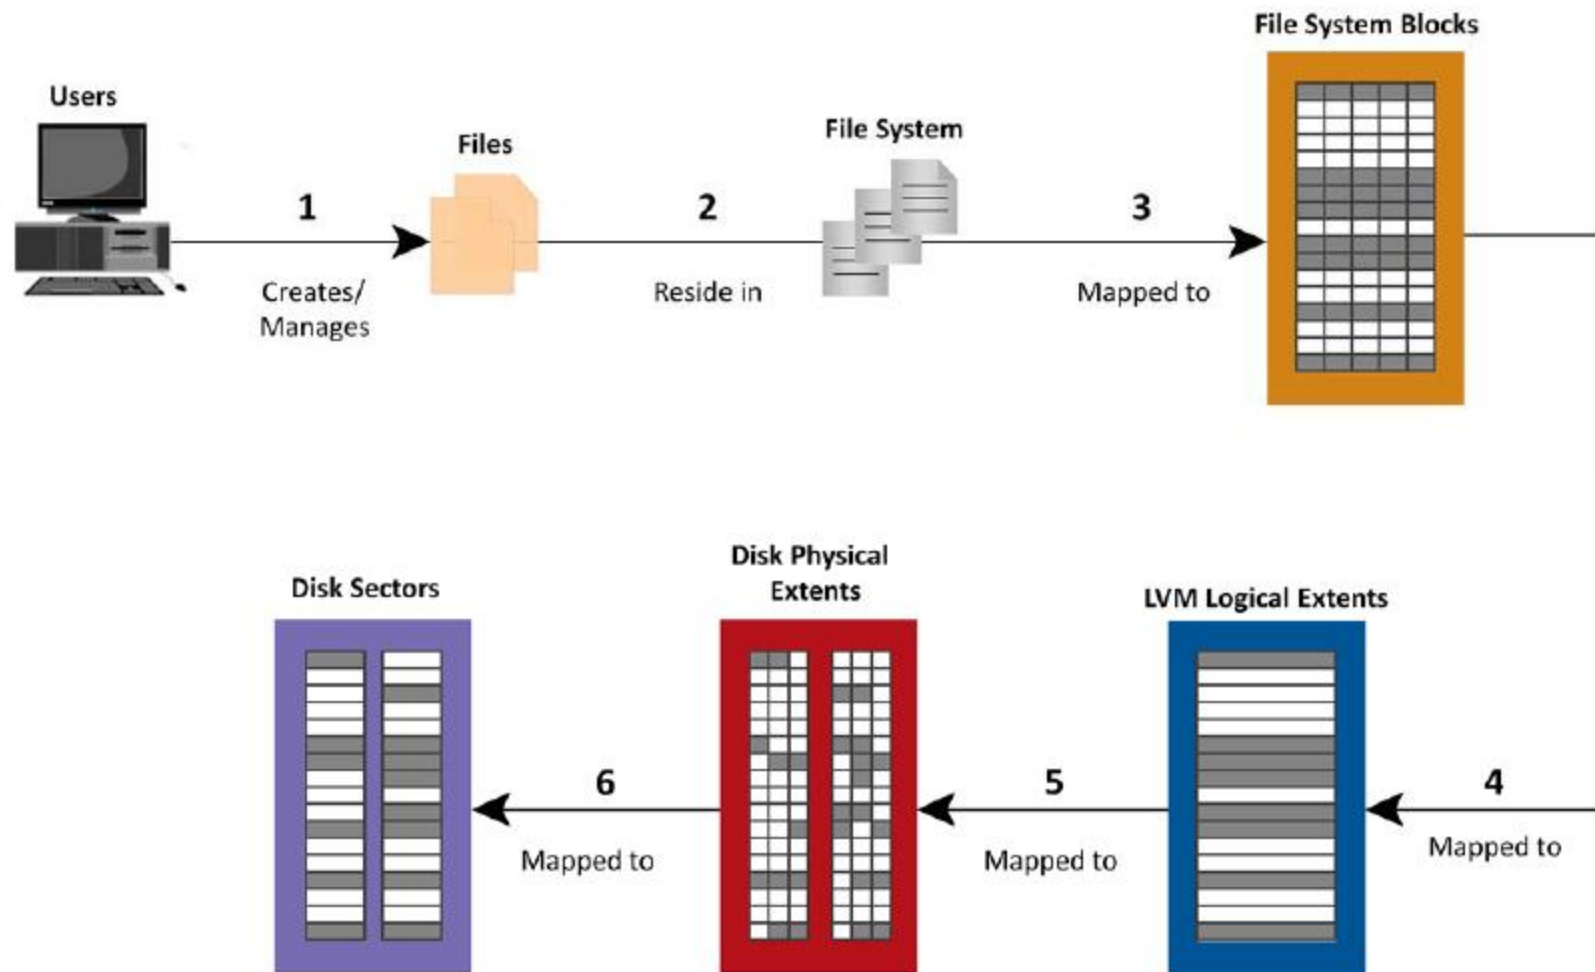 File System Blocks
Users
Files
File System
1
2
3
Creates/
Manages
Reside in
Mapped to
Disk Sectors
Disk Physical
Extents
LVM Logical Extents
6
5
4
Mapped to
Mapped to
Mapped to